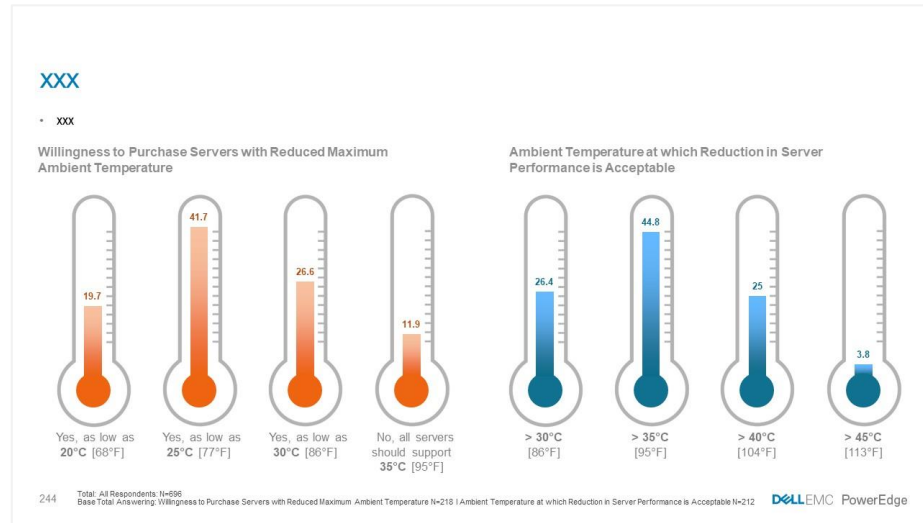 XXX
• XXX
Willingness to Purchase Servers with Reduced Maximum
Ambient Temperature
19.7
41.7
26.6
11.9
Yes, as low as
20°C [68°F]
Yes, as low as
25°C [77°F]
Yes, as low as
30°C [86°F]
No, all servers
should support
35°C [95°F]
Ambient Temperature at which Reduction in Server
Performance is Acceptable
26.4
44.8
25
3.8
> 30°C
[86°F]
> 35°C
[95°F]
> 40°C
[104°F]
> 45°C
[113°F]
244
Total: All Respondents: N=696
Base Total Answering: Willingness to Purchase Servers with Reduced Maximum Ambient Temperature N=218 I Ambient Temperature at which Reduction in Server Performance is Acceptable N=212
DELLEMC PowerEdge